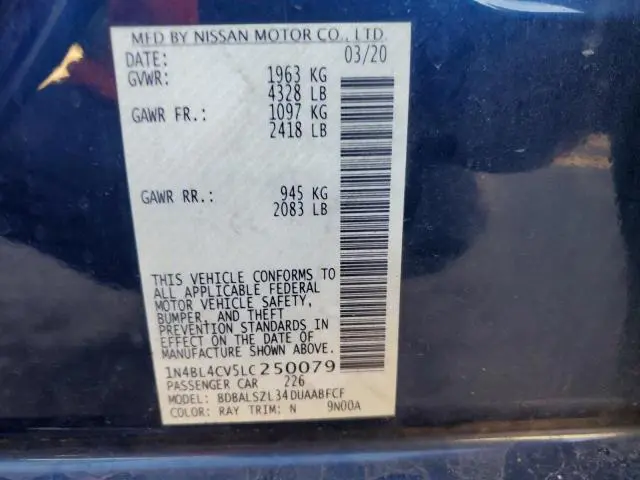 MFD BY NISSAN MOTOR CO., LTD.
DATE: 03/20
GVWR: 1963 KG
4328 LB
GAWR FR.: 1097 KG
2418 LB
GAWR RR.: 945 KG
2083 LB
THIS VEHICLE CONFORMS TO
ALL APPLICABLE FEDERAL
MOTOR VEHICLE SAFETY,
BUMPER, AND THEFT
PREVENTION STANDARDS IN
EFFECT ON THE DATE OF
MANUFACTURE SHOWN ABOVE.
1N4BL4CV5LC250079
PASSENGER CAR 226
MODEL: BDBALSZL34DUAABFCF
COLOR: RAY TRIM: N 9N00A